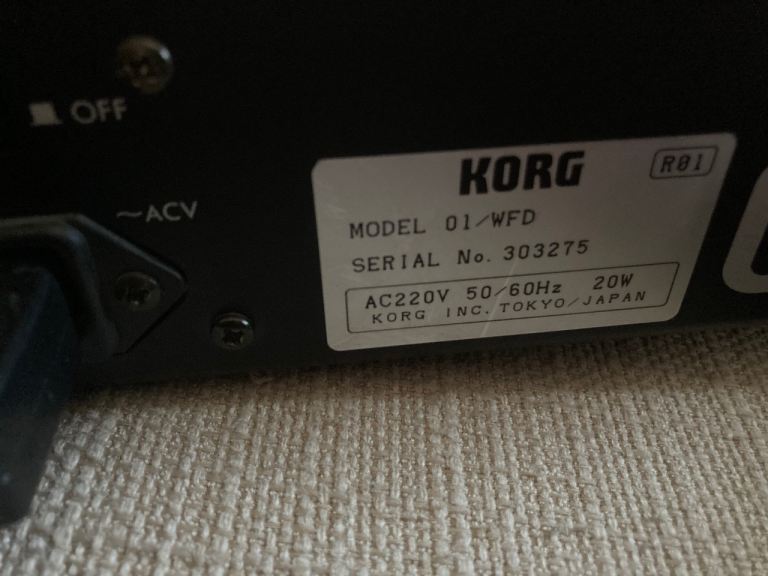 OFF
~ACV
KORG R01
MODEL 01/WFD
SERIAL No. 303275
AC220V 50/60Hz 20W
KORG INC. TOKYO/JAPAN